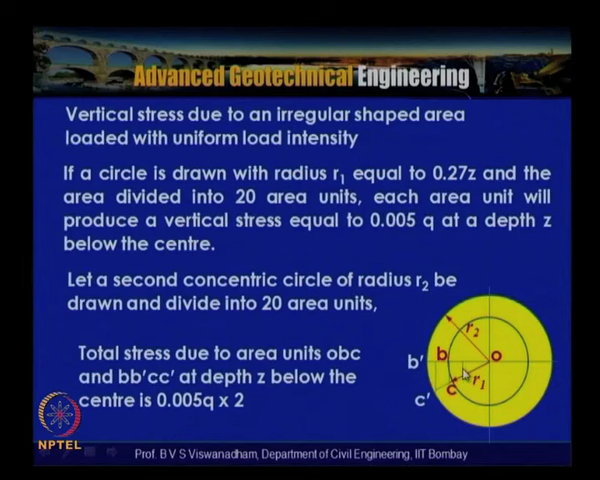 Advanced Geotechnical Engineering
Vertical stress due to an irregular shaped area
loaded with uniform load intensity
If a circle is drawn with radius r₁ equal to 0.27z and the
area divided into 20 area units, each area unit will
produce a vertical stress equal to 0.005 q at a depth z
below the centre.
Let a second concentric circle of radius r₂ be
drawn and divide into 20 area units,
Total stress due to area units obc
and bb'cc' at depth z below the
centre is 0.005q x 2
r₂
b'
b
o
r₁
c
c'
NPTEL
Prof. B V S Viswanadham, Department of Civil Engineering, IIT Bombay